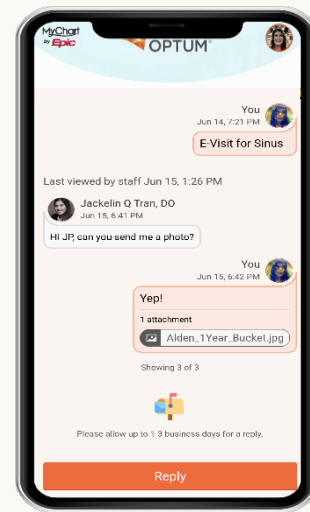 MyChart
by Epic
OPTUM
You
Jun 14, 7:21 PM
E-Visit for Sinus
Last viewed by staff Jun 15, 1:26 PM
Jackelin Q Tran, DO
Jun 15, 6:41 PM
Hi JP, can you send me a photo?
You
Jun 15, 6:42 PM
Yep!
1 attachment
Alden_1Year_Bucket.jpg
Showing 3 of 3
Please allow up to 1 3 business days for a reply.
Reply